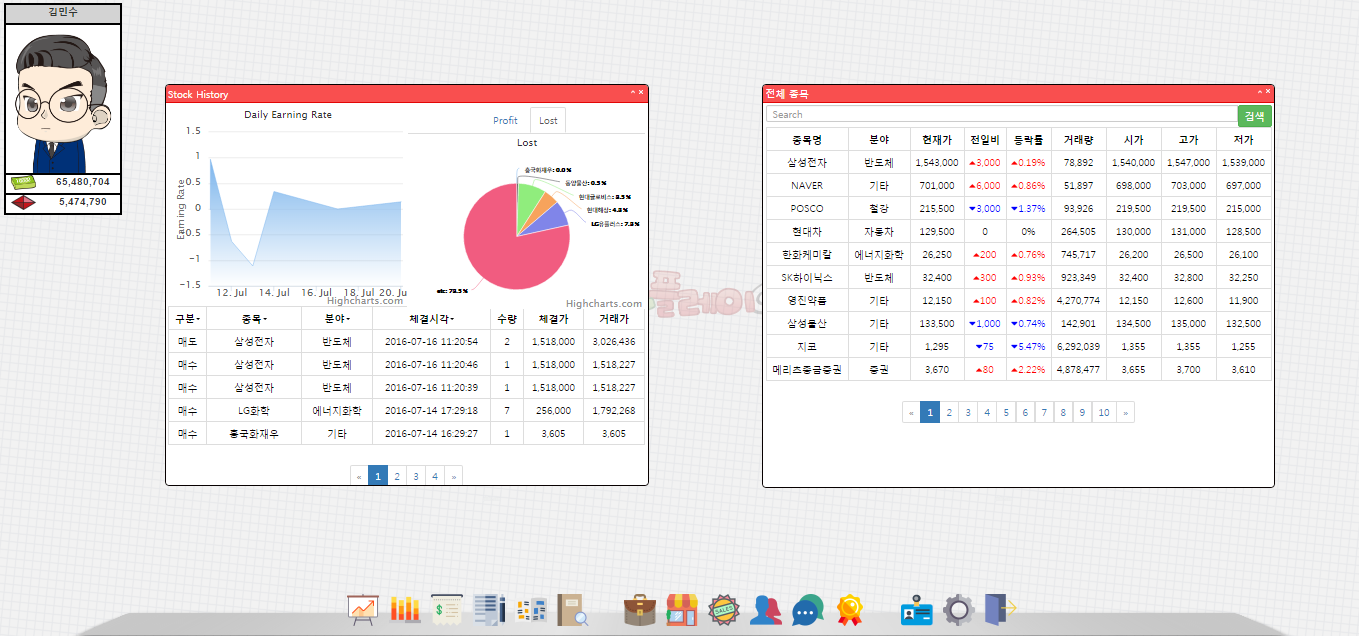 김민수
65,480,704
5,474,790
Stock History
Daily Earning Rate
Earning Rate
1.5
1
0.5
0
-0.5
-1
-1.5
12. Jul 14. Jul 16. Jul 18. Jul 20. Ju
Highcharts.com
Profit Lost
Lost
흥국화재우: 0.0 %
동양물산: 0.5 %
현대해상: 4.3 %
LG유플러스: 7.3 %
Highcharts.com
구분 종목 분야 체결시각 수량 체결가 거래가
매도 삼성전자 반도체 2016-07-16 11:20:54 2 1,518,000 3,026,436
매수 삼성전자 반도체 2016-07-16 11:20:46 1 1,518,000 1,518,227
매수 삼성전자 반도체 2016-07-16 11:20:39 1 1,518,000 1,518,227
매수 LG화학 에너지화학 2016-07-14 17:29:18 7 256,000 1,792,268
매수 흥국화재우 기타 2016-07-14 16:29:27 1 3,605 3,605
« 1 2 3 4 »
플레이
전체 종목
Search 검색
종목명 분야 현재가 전일비 등락률 거래량 시가 고가 저가
삼성전자 반도체 1,543,000 ▲3,000 ▲0.19% 78,892 1,540,000 1,547,000 1,539,000
NAVER 기타 701,000 ▲6,000 ▲0.86% 51,897 698,000 703,000 697,000
POSCO 철강 215,500 ▼3,000 ▼1.37% 93,926 219,500 219,500 215,000
현대차 자동차 129,500 0 0% 264,505 130,000 131,000 128,500
한화케미칼 에너지화학 26,250 ▲200 ▲0.76% 745,717 26,200 26,500 26,100
SK하이닉스 반도체 32,400 ▲300 ▲0.93% 923,349 32,400 32,800 32,250
영진약품 기타 12,150 ▲100 ▲0.82% 4,270,774 12,150 12,600 11,900
삼성물산 기타 133,500 ▼1,000 ▼0.74% 142,901 134,500 135,000 132,500
지코 기타 1,295 ▼75 ▼5.47% 6,292,039 1,355 1,355 1,255
메리츠종금증권 증권 3,670 ▲80 ▲2.22% 4,878,477 3,655 3,700 3,610
« 1 2 3 4 5 6 7 8 9 10 »
SALES